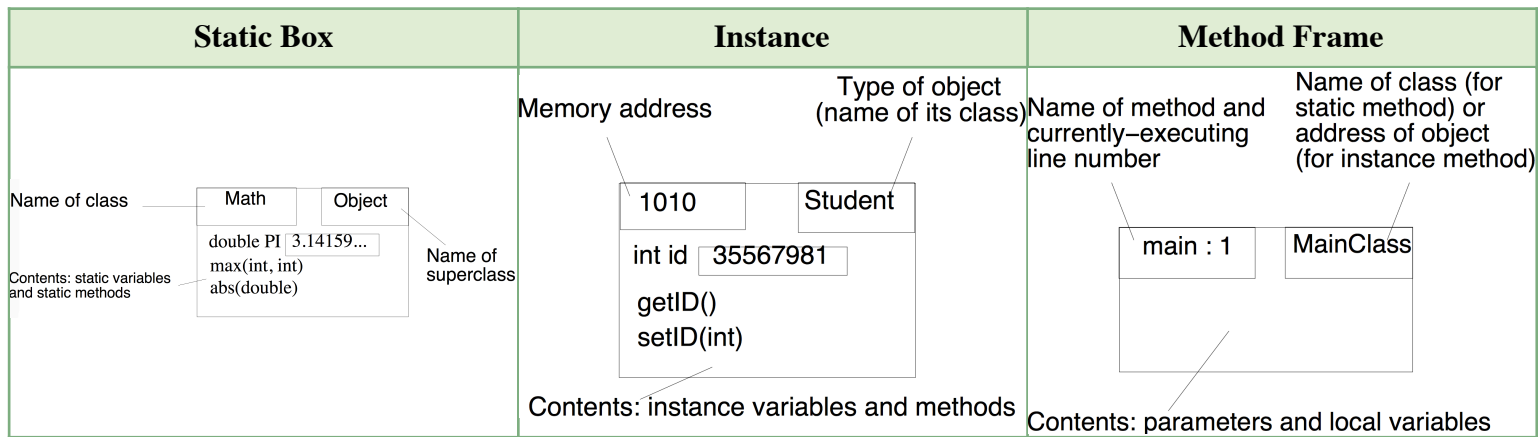 Static Box
Instance
Method Frame
Name of class
Math
Object
double PI 3.14159...
max(int, int)
abs(double)
Contents: static variables
and static methods
Name of
superclass
Memory address
Type of object
(name of its class)
1010
Student
int id 35567981
getID()
setID(int)
Contents: instance variables and methods
Name of method and
currently–executing
line number
Name of class (for
static method) or
address of object
(for instance method)
main : 1
MainClass
Contents: parameters and local variables